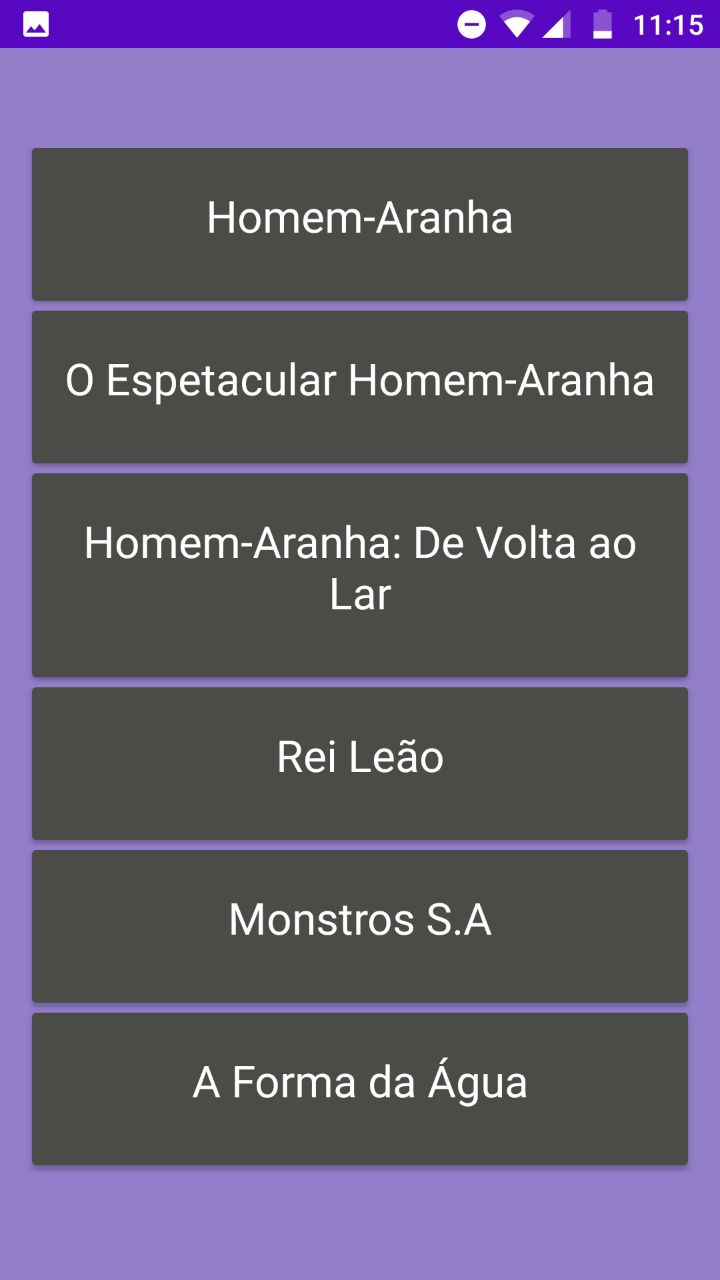 11:15
Homem-Aranha
O Espetacular Homem-Aranha
Homem-Aranha: De Volta ao
Lar
Rei Leão
Monstros S.A
A Forma da Água